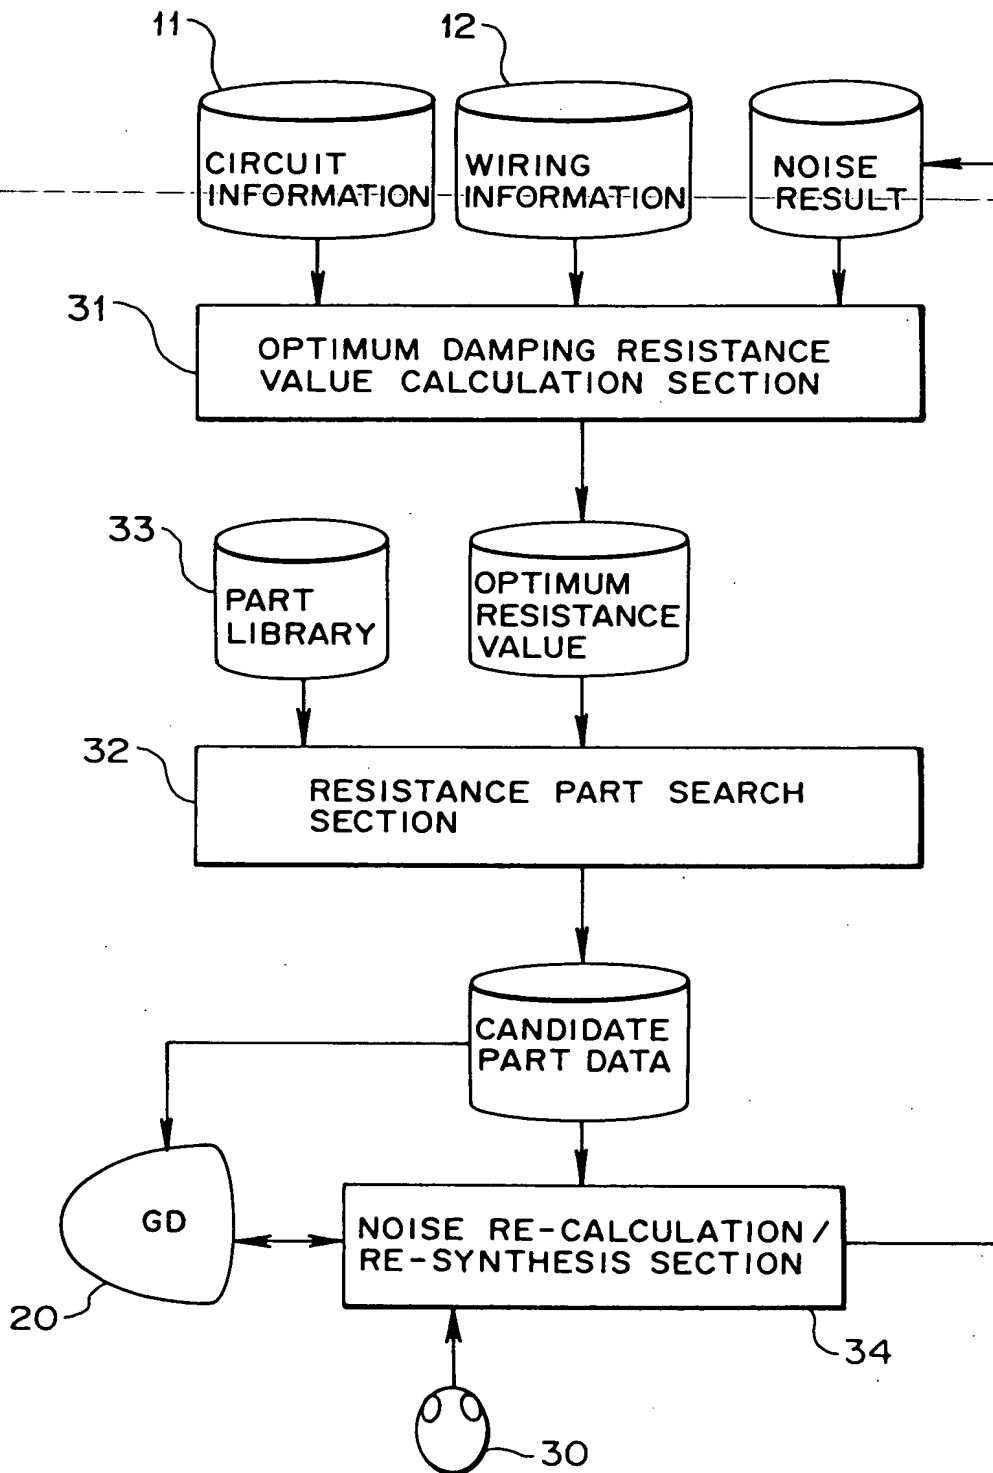 11
12
CIRCUIT
INFORMATION
WIRING
INFORMATION
NOISE
RESULT
31
OPTIMUM DAMPING RESISTANCE
VALUE CALCULATION SECTION
33
PART
LIBRARY
OPTIMUM
RESISTANCE
VALUE
32
RESISTANCE PART SEARCH
SECTION
CANDIDATE
PART DATA
GD
NOISE RE-CALCULATION/
RE-SYNTHESIS SECTION
20
34
30